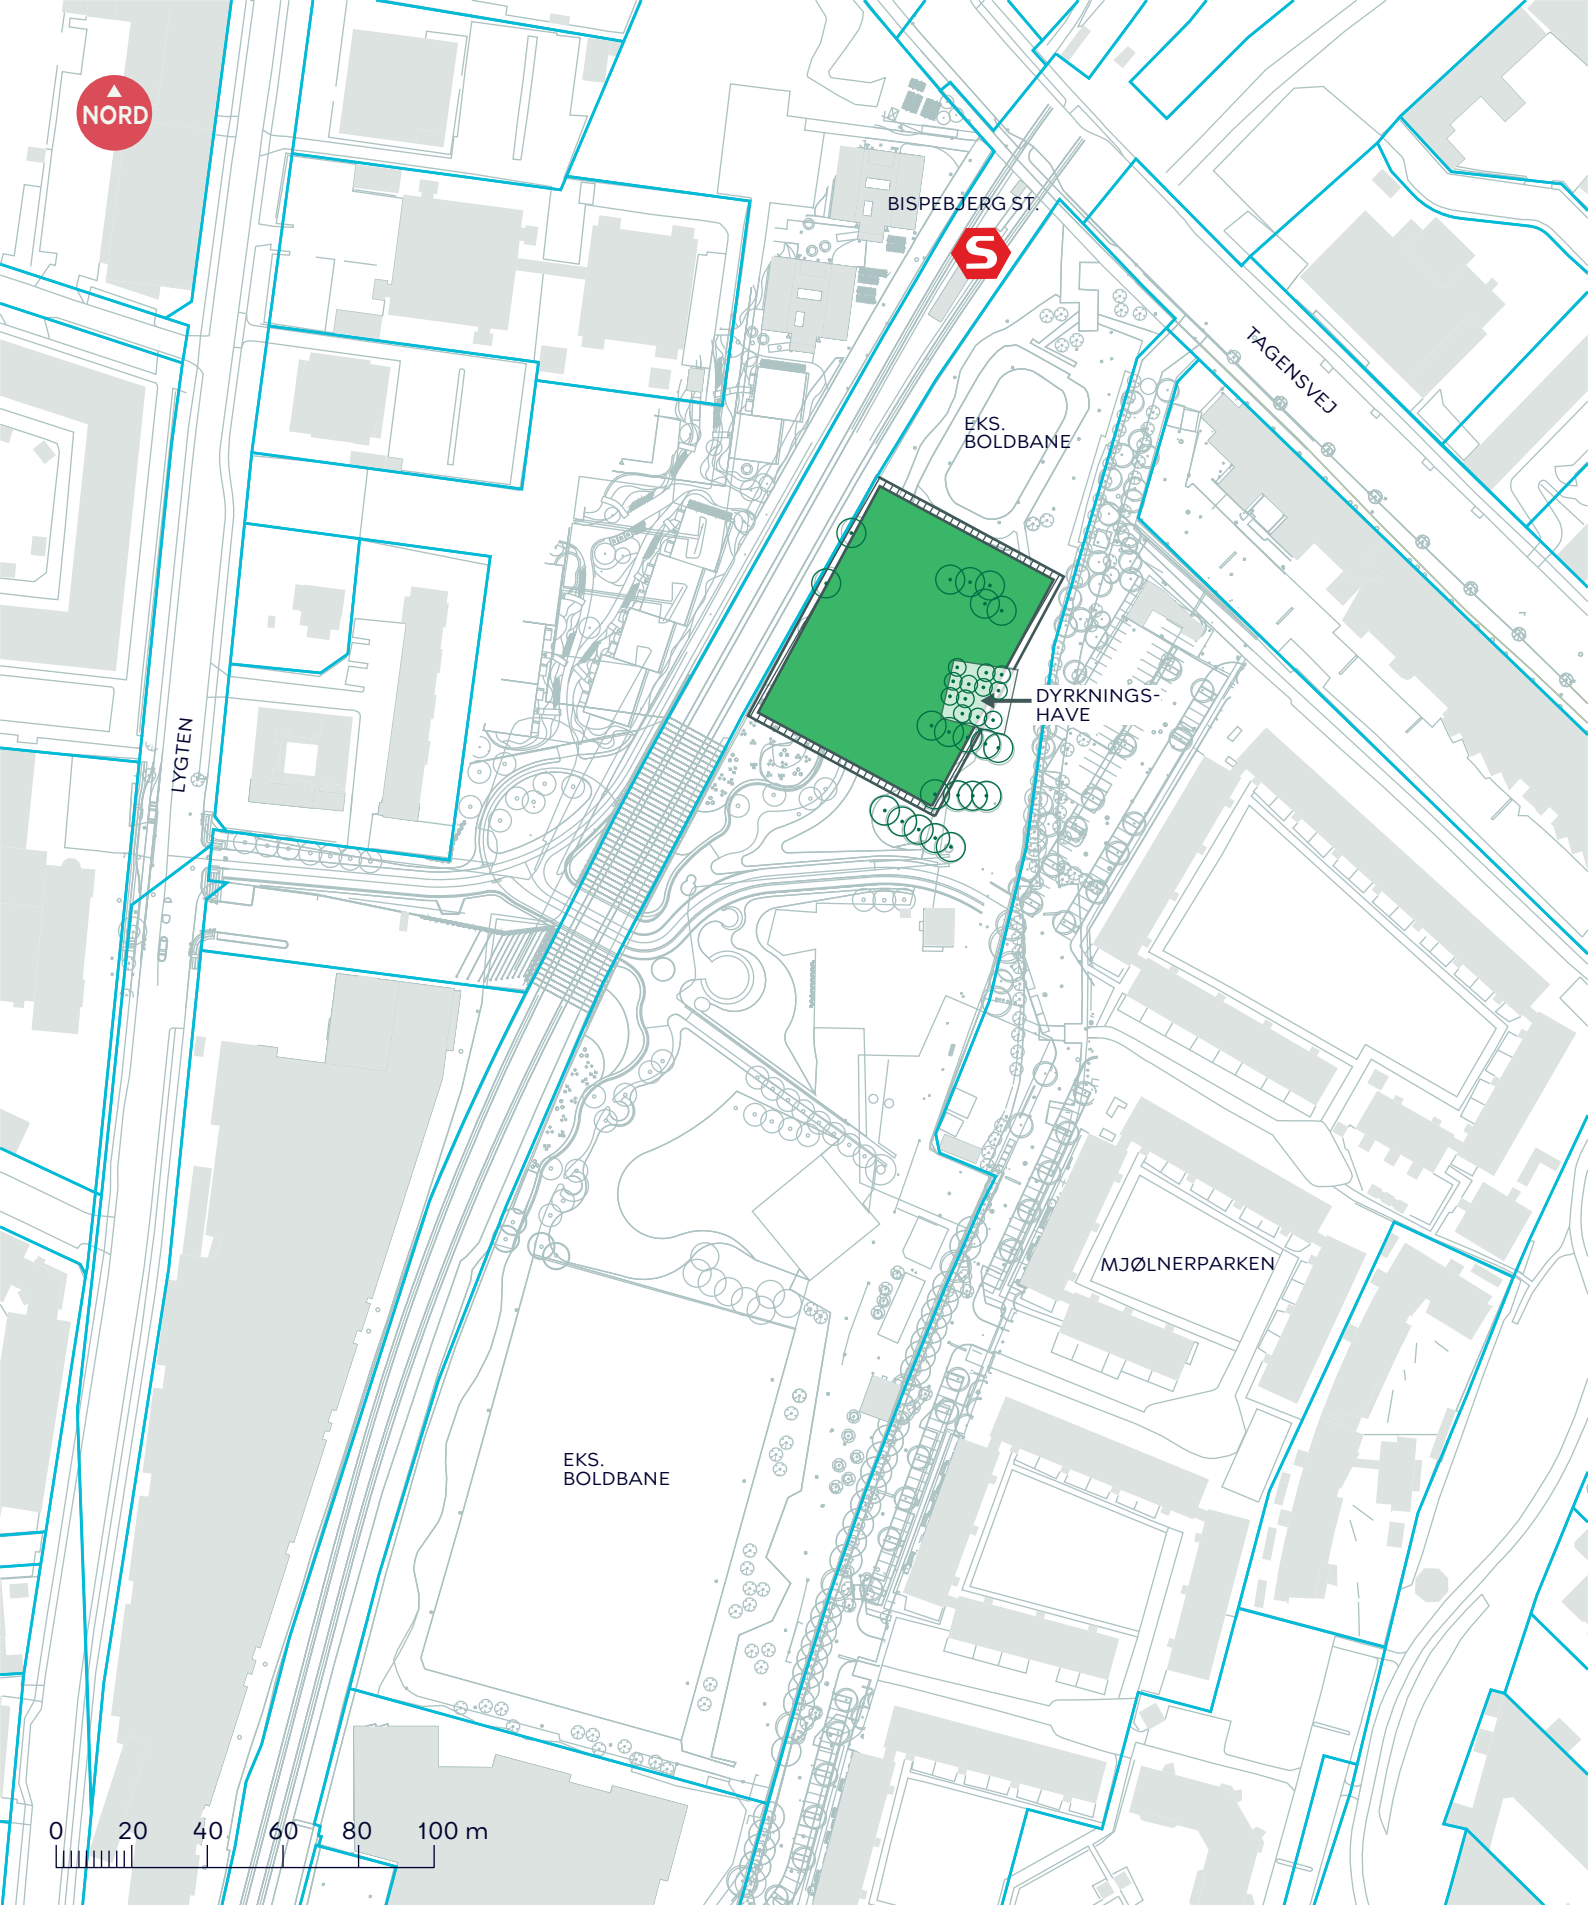 NORD
BISPEBJERG ST.
S
TAGENSVEJ
EKS.
BOLDBANE
DYRKNINGS-
HAVE
LYGTEN
MJØLNERPARKEN
EKS.
BOLDBANE
0 20 40 60 80 100 m